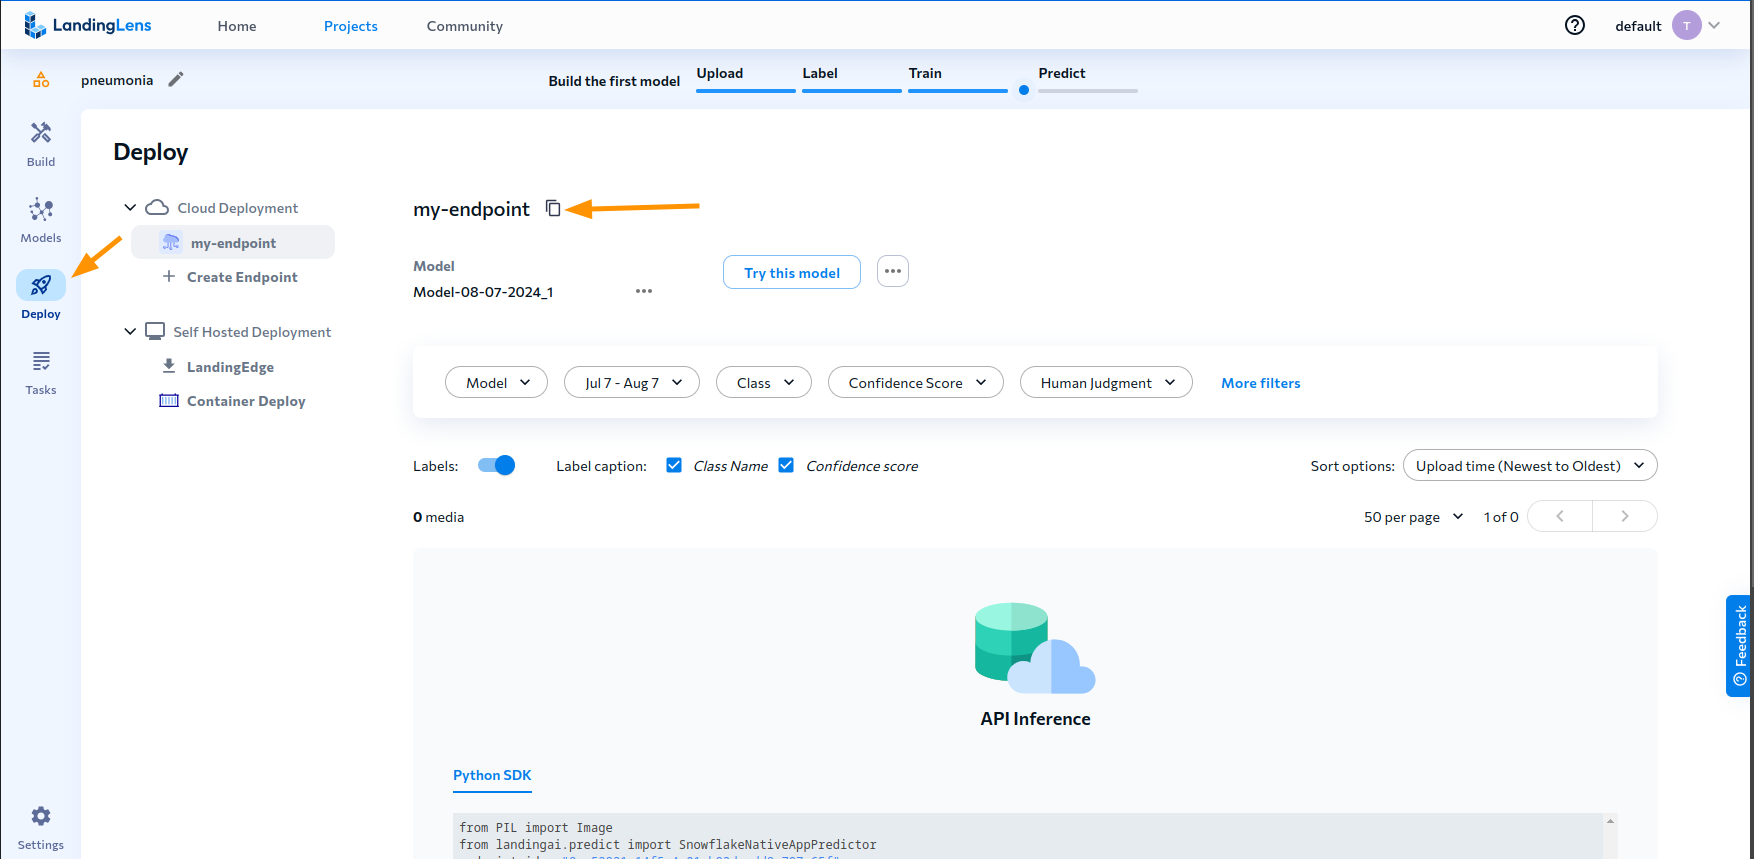 LandingLens
Home
Projects
Community
default
T
pneumonia
Build the first model
Upload
Label
Train
Predict
Build
Models
Deploy
Tasks
Settings
Deploy
Cloud Deployment
my-endpoint
Create Endpoint
Self Hosted Deployment
LandingEdge
Container Deploy
my-endpoint
Model
Model-08-07-2024_1
Try this model
Model
Jul 7 - Aug 7
Class
Confidence Score
Human Judgment
More filters
Labels:
Label caption:
Class Name
Confidence score
Sort options:
Upload time (Newest to Oldest)
0 media
50 per page
1 of 0
API Inference
Python SDK
from PIL import Image
from landingai.predict import SnowflakeNativeAppPredictor
Feedback